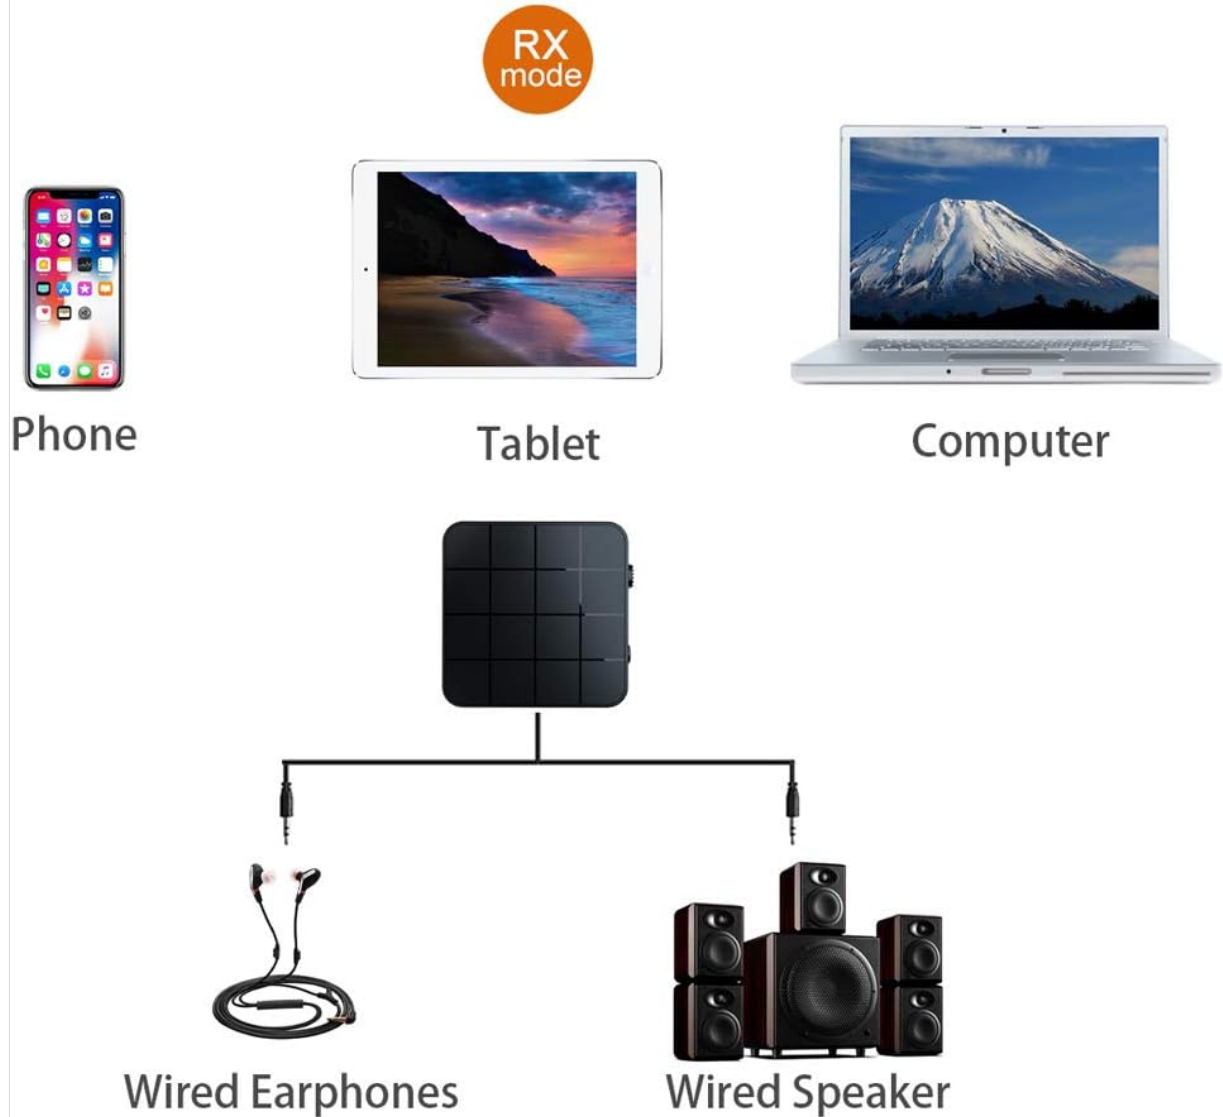 RX
mode
Phone
Tablet
Computer
Wired Earphones
Wired Speaker